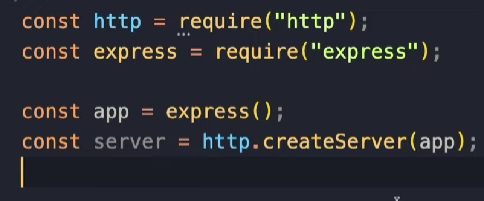 const http = require("http");
const express = require("express");
const app = express();
const server = http.createServer(app);